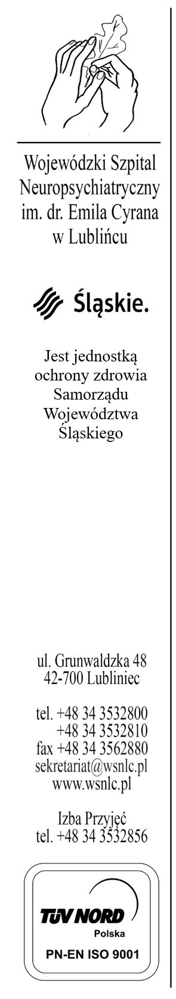 Wojewódzki Szpital
Neuropsychiatryczny
im. dr. Emila Cyrana
w Lublińcu
Śląskie.
Jest jednostką
ochrony zdrowia
Samorządu
Województwa
Śląskiego
ul. Grunwaldzka 48
42-700 Lubliniec
tel. +48 34 3532800
+48 34 3532810
fax +48 34 3562880
sekretariat@wsnlc.pl
www.wsnlc.pl
Izba Przyjęć
tel. +48 34 3532856
TÜV NORD
Polska
PN-EN ISO 9001